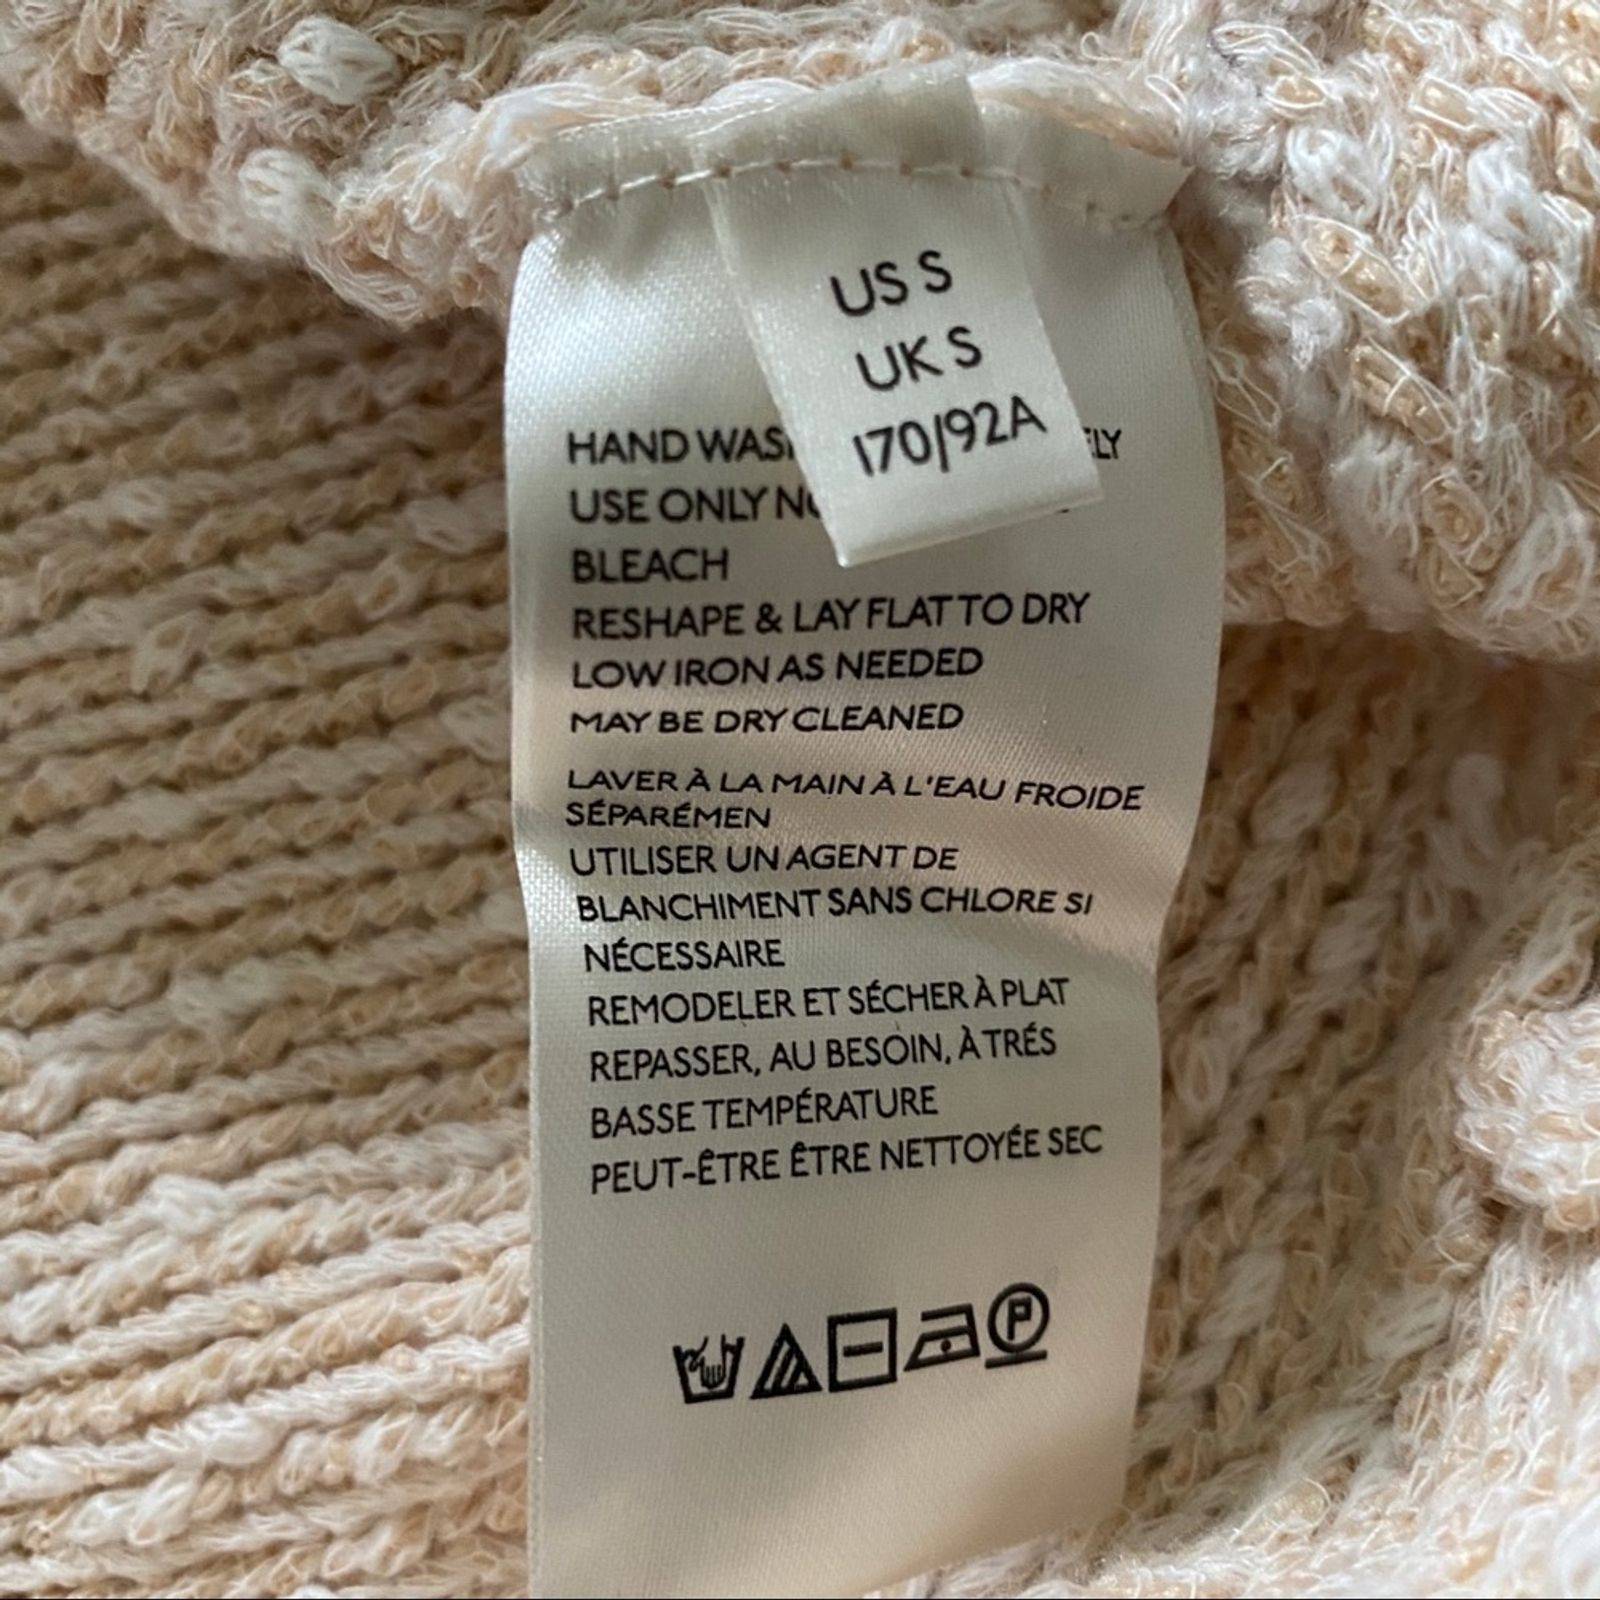 US S
UK S
170/92A
HAND
USE ONLY
BLEACH
RESHAPE & LAY FLAT TO DRY
LOW IRON AS NEEDED
MAY BE DRY CLEANED
LAVER À LA MAIN À L'EAU FROIDE
SÉPARÉMEN
UTILISER UN AGENT DE
BLANCHIMENT SANS CHLORE SI
NÉCESSAIRE
REMODELER ET SÉCHER À PLAT
REPASSER, AU BESOIN, À TRÉS
BASSE TEMPÉRATURE
PEUT-ÊTRE ÊTRE NETTOYÉE SEC
P